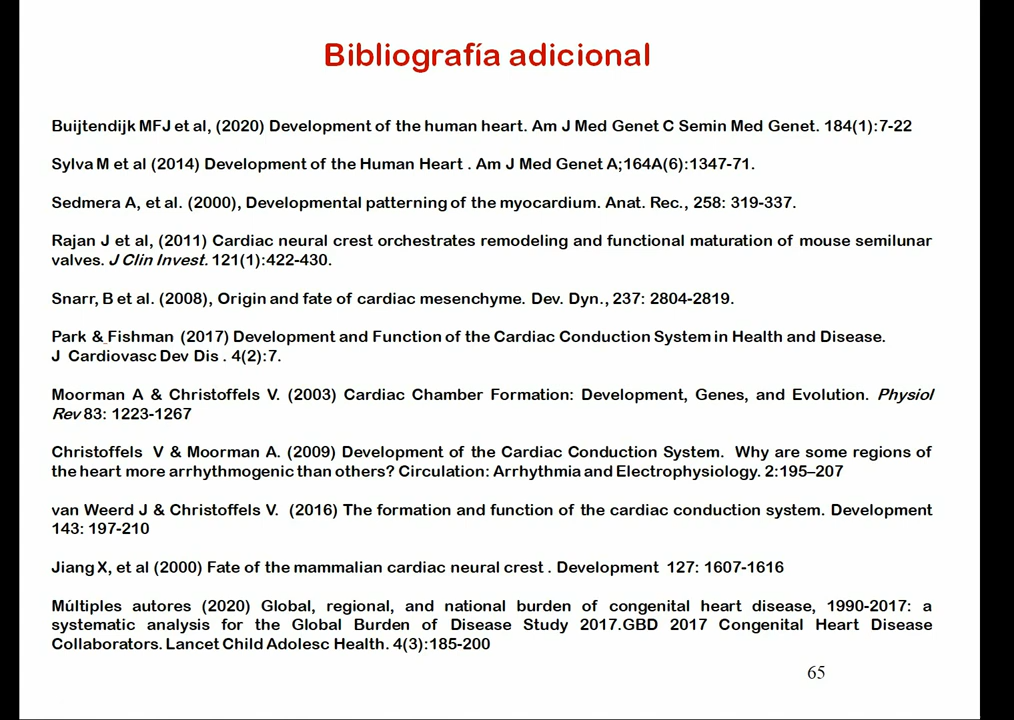 Bibliografía adicional
Buijtendijk MFJ et al, (2020) Development of the human heart. Am J Med Genet C Semin Med Genet. 184(1):7-22
Sylva M et al (2014) Development of the Human Heart . Am J Med Genet A;164A(6):1347-71.
Sedmera A, et al. (2000), Developmental patterning of the myocardium. Anat. Rec., 258: 319-337.
Rajan J et al, (2011) Cardiac neural crest orchestrates remodeling and functional maturation of mouse semilunar
valves. J Clin Invest. 121(1):422-430.
Snarr, B et al. (2008), Origin and fate of cardiac mesenchyme. Dev. Dyn., 237: 2804-2819.
Park & Fishman (2017) Development and Function of the Cardiac Conduction System in Health and Disease.
J Cardiovasc Dev Dis . 4(2):7.
Moorman A & Christoffels V. (2003) Cardiac Chamber Formation: Development, Genes, and Evolution. Physiol
Rev 83: 1223-1267
Christoffels V & Moorman A. (2009) Development of the Cardiac Conduction System. Why are some regions of
the heart more arrhythmogenic than others? Circulation: Arrhythmia and Electrophysiology. 2:195–207
van Weerd J & Christoffels V. (2016) The formation and function of the cardiac conduction system. Development
143: 197-210
Jiang X, et al (2000) Fate of the mammalian cardiac neural crest . Development 127: 1607-1616
Múltiples autores (2020) Global, regional, and national burden of congenital heart disease, 1990-2017: a
systematic analysis for the Global Burden of Disease Study 2017.GBD 2017 Congenital Heart Disease
Collaborators. Lancet Child Adolesc Health. 4(3):185-200
65